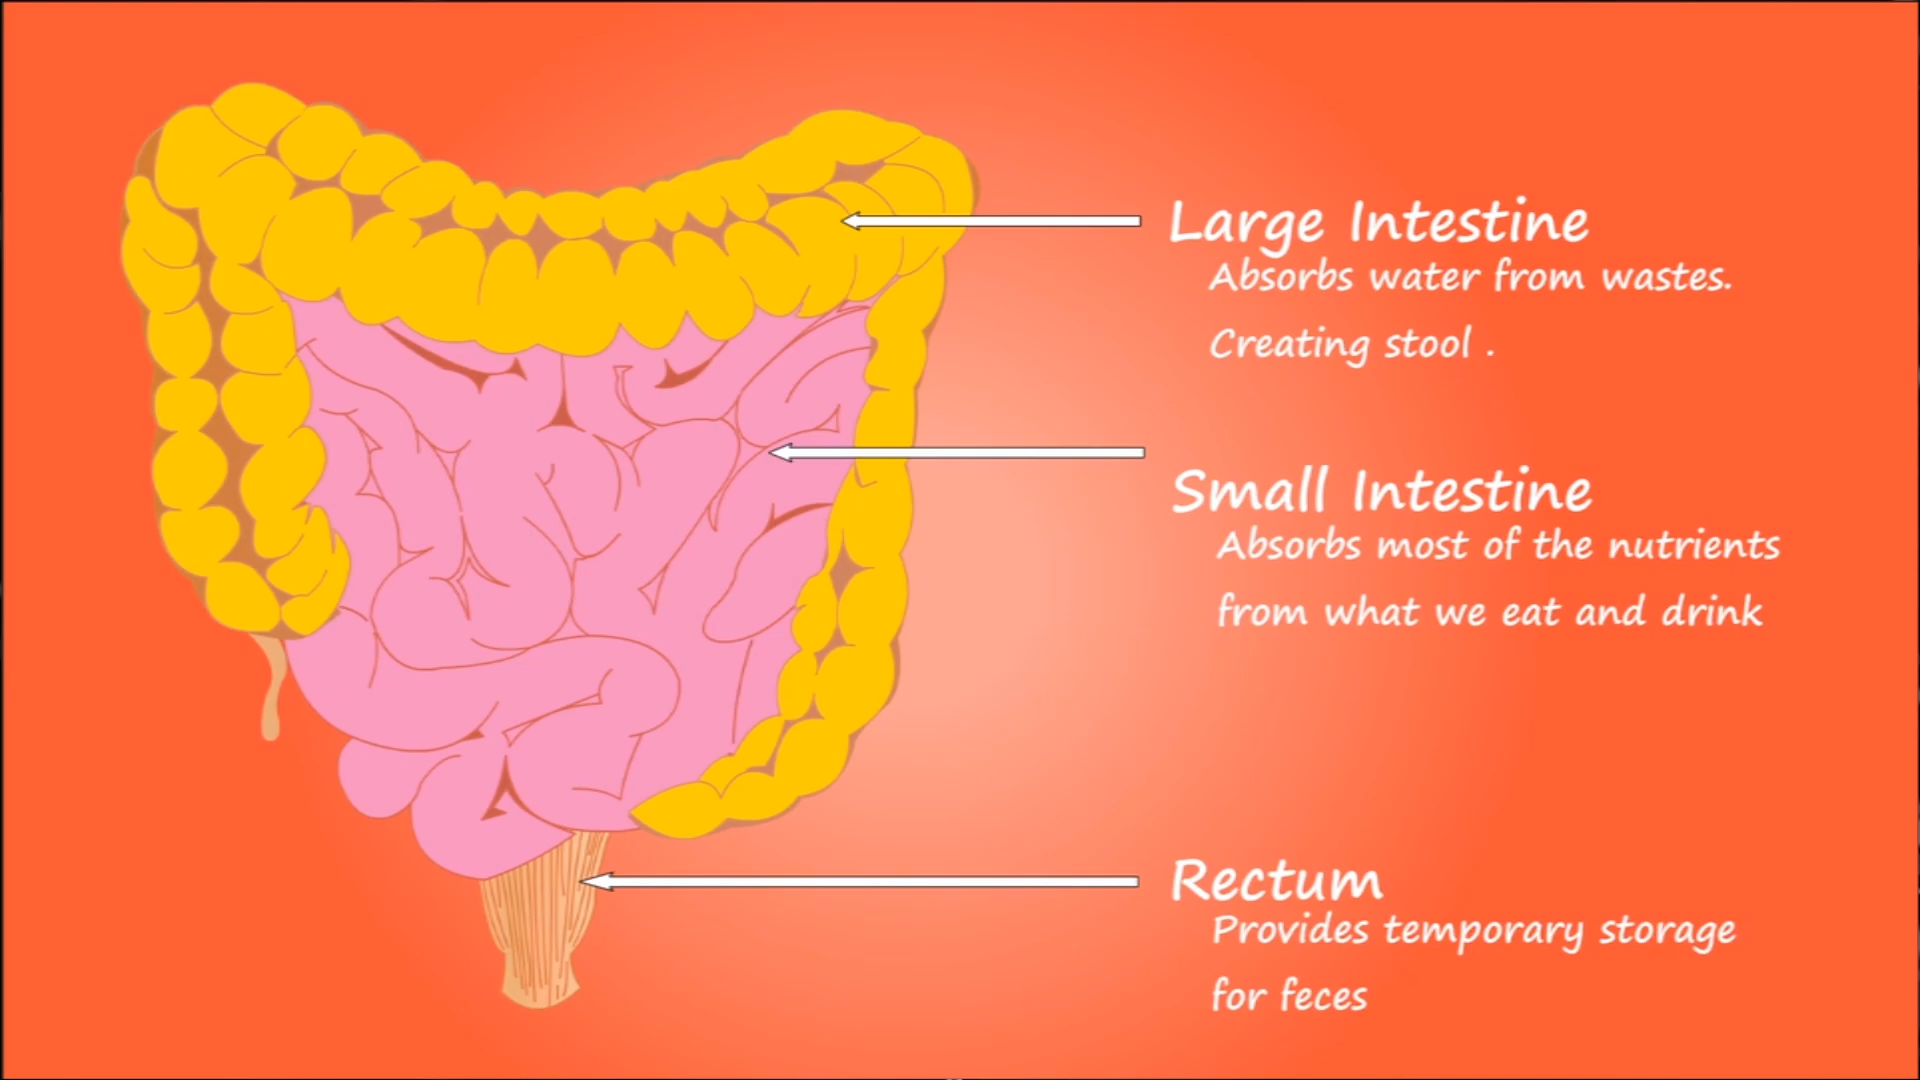 Large Intestine
Absorbs water from wastes.
Creating stool .
Small Intestine
Absorbs most of the nutrients
from what we eat and drink
Rectum
Provides temporary storage
for feces